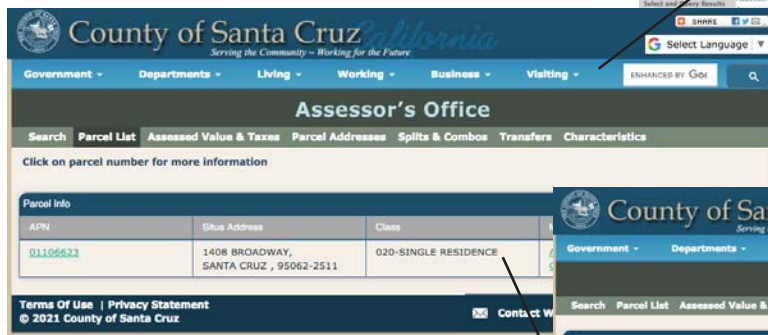 Select and Query Results
SHARE
County of Santa Cruz
California
Serving the Community – Working for the Future
Select Language ▼
Government Departments Living Working Business Visiting
ENHANCED BY
Assessor's Office
Search Parcel List Assessed Value & Taxes Parcel Addresses Splits & Combos Transfers Characteristics
Click on parcel number for more information
Parcel Info
APN Situs Address Class
01106623 1408 BROADWAY, 020-SINGLE RESIDENCE
SANTA CRUZ , 95062-2511
Terms Of Use | Privacy Statement
Contact
© 2021 County of Santa Cruz
County of
Serving
Government Departments
Search Parcel List Assessed Value &